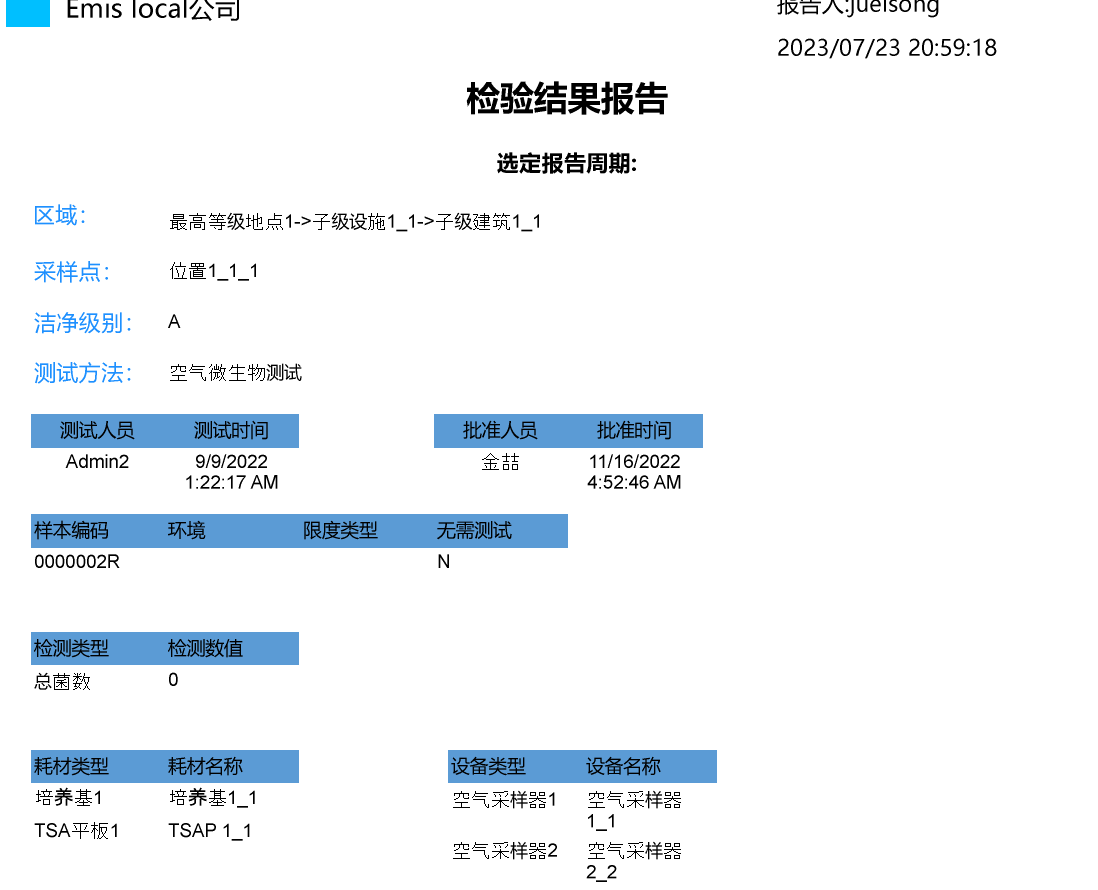 Emis local公司
报告人:juelsong
2023/07/23 20:59:18
检验结果报告
选定报告周期:
区域： 最高等级地点1->子级设施1_1->子级建筑1_1
采样点： 位置1_1_1
洁净级别： A
测试方法： 空气微生物测试
测试人员 测试时间 批准人员 批准时间
Admin2 9/9/2022 金喆 11/16/2022
1:22:17 AM 4:52:46 AM
样本编码 环境 限度类型 无需测试
0000002R N
检测类型 检测数值
总菌数 0
耗材类型 耗材名称 设备类型 设备名称
培养基1 培养基1_1 空气采样器1 空气采样器
1_1
TSA平板1 TSAP 1_1
空气采样器2 空气采样器
2_2